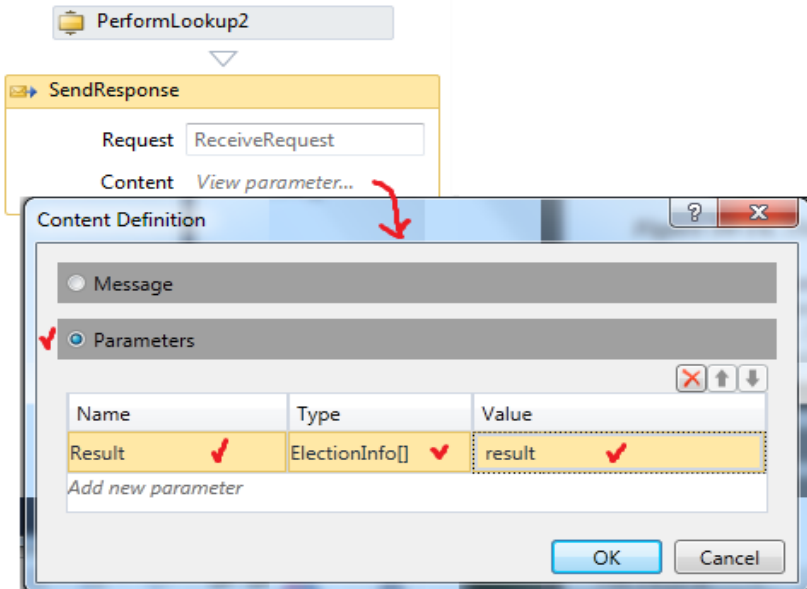 PerformLookup2
SendResponse
Request ReceiveRequest
Content View parameter...
Content Definition
Message
Parameters
Name Type Value
Result ElectionInfo[] result
Add new parameter
OK Cancel